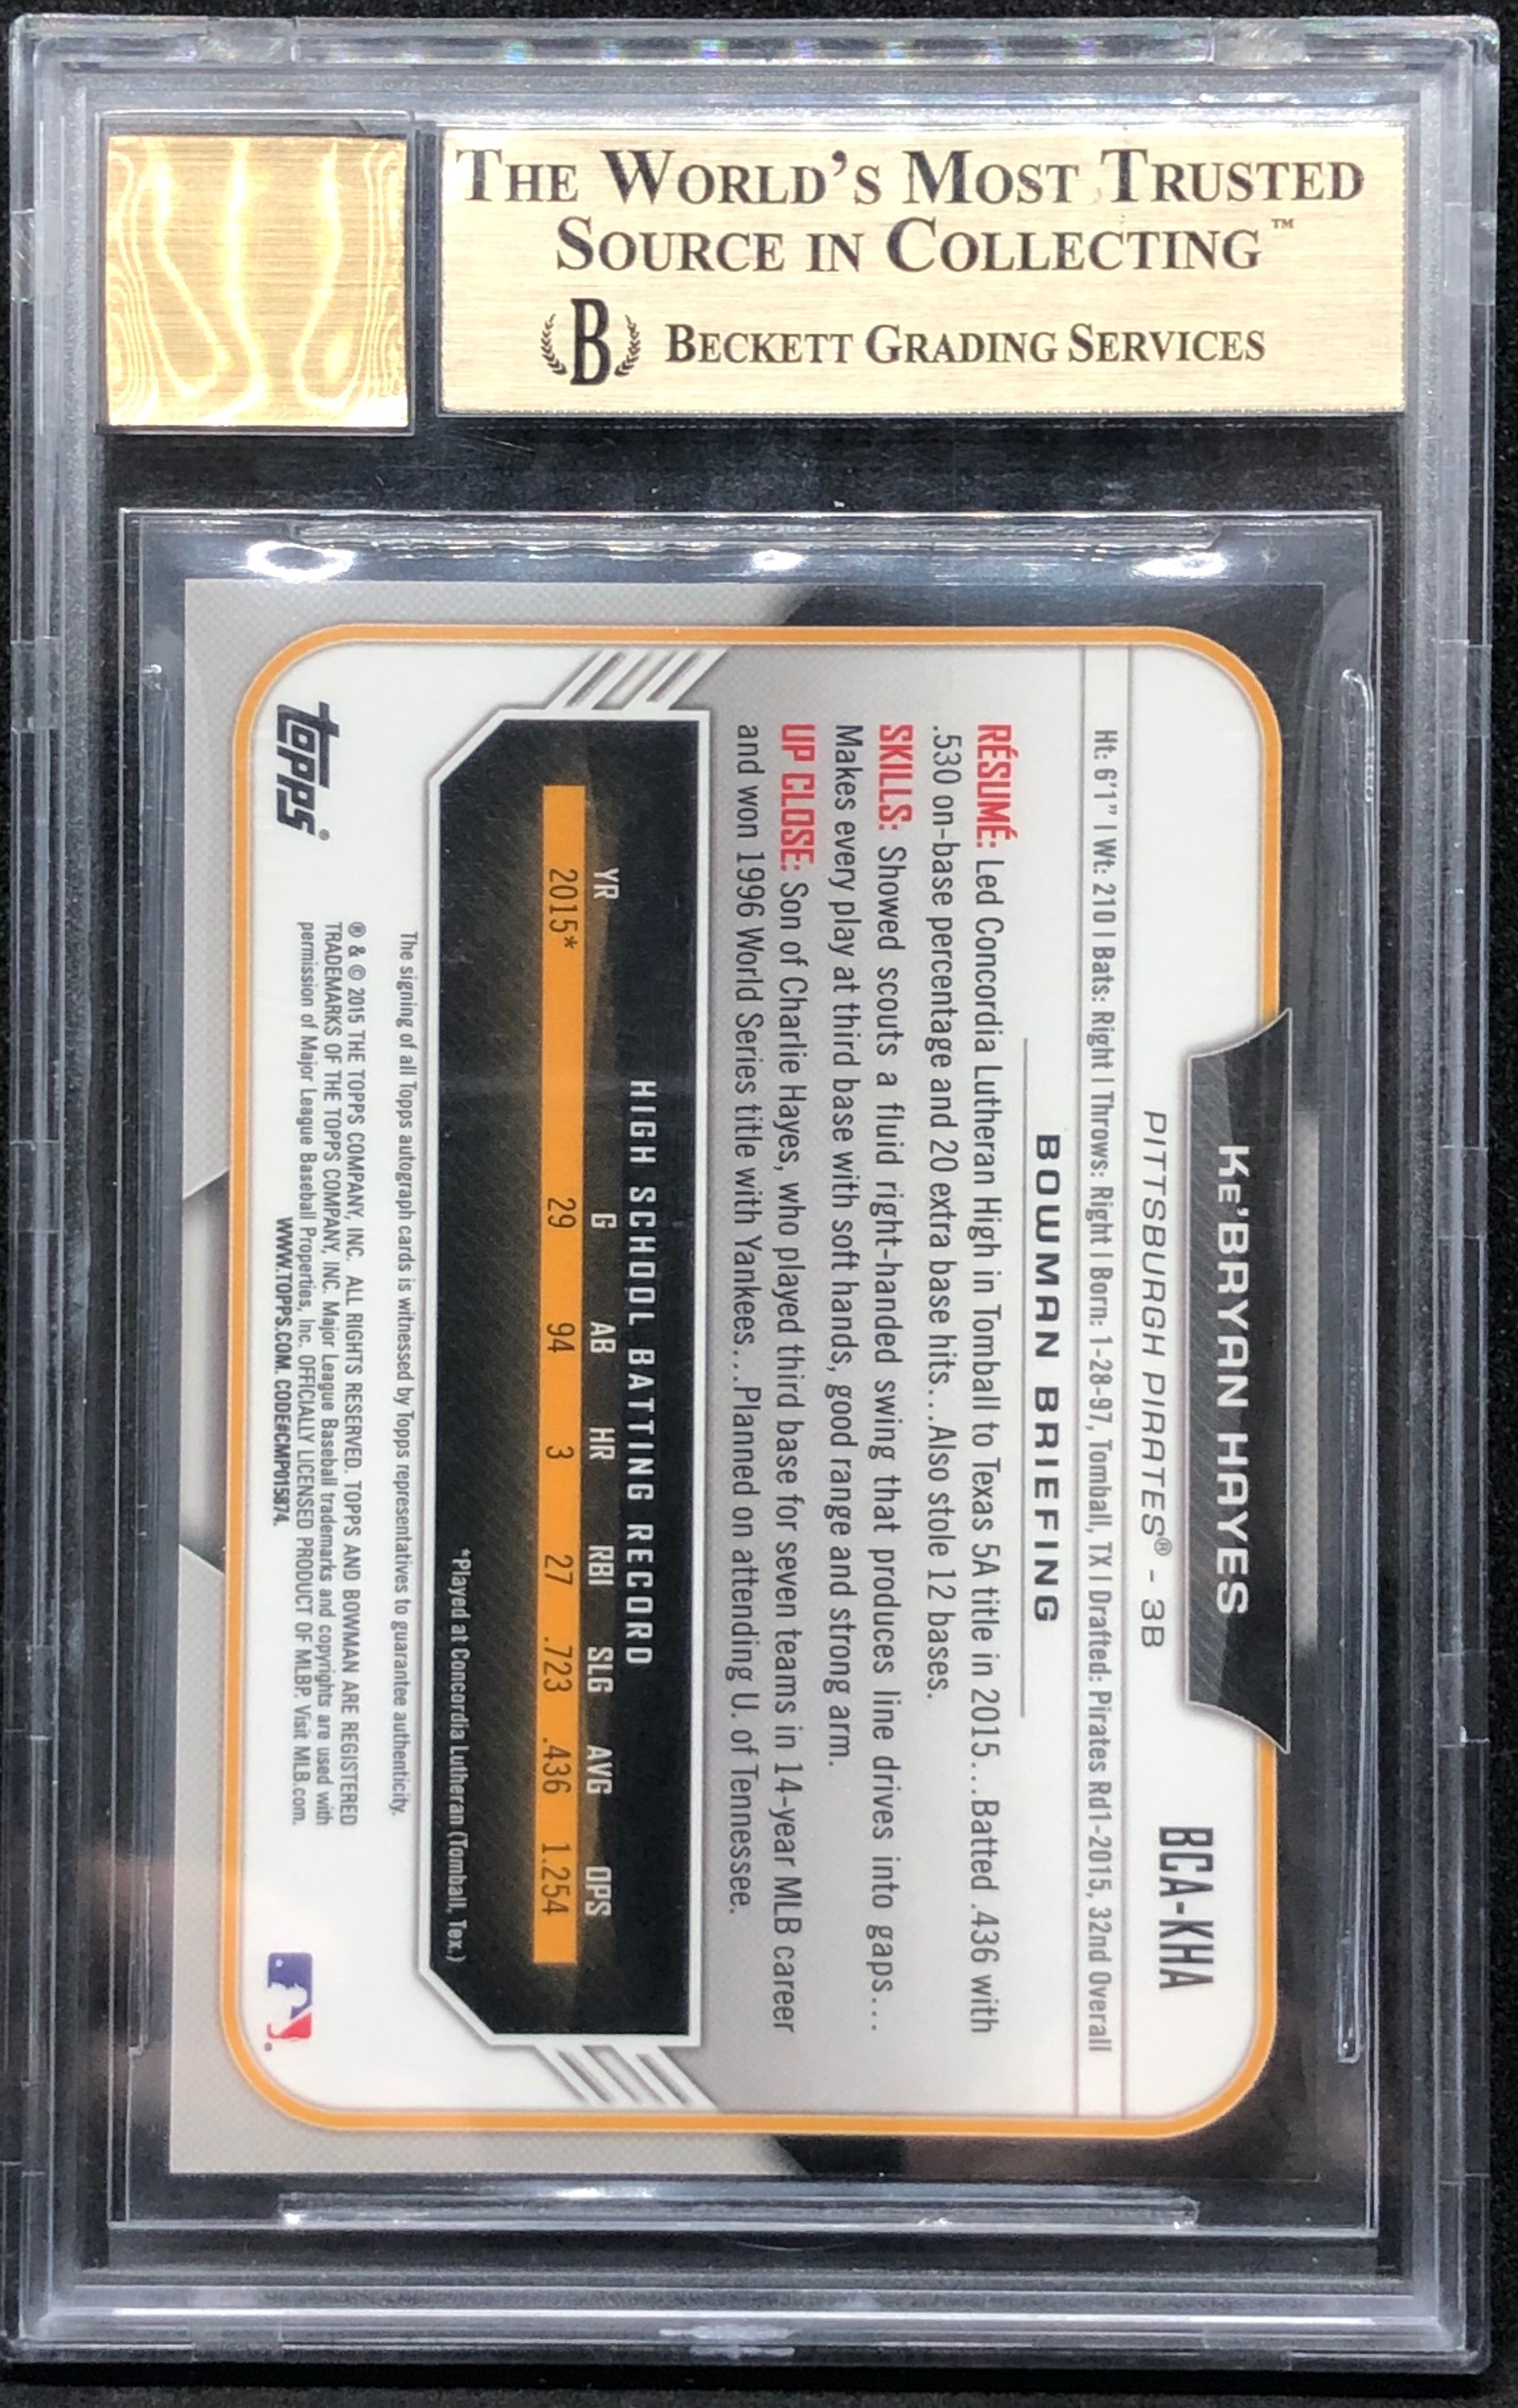 THE WORLD'S MOST TRUSTED
SOURCE IN COLLECTING™
B BECKETT GRADING SERVICES
KE'BRYAN HAYES
PITTSBURGH PIRATES® - 3B
BCA-KHA
Ht: 6'1" | Wt: 210 | Bats: Right | Throws: Right | Born: 1-28-97, Tomball, TX | Drafted: Pirates Rd1-2015, 32nd Overall
BOWMAN BRIEFING
RÉSUMÉ: Led Concordia Lutheran High in Tomball to Texas 5A title in 2015...Batted .436 with
.530 on-base percentage and 20 extra base hits...Also stole 12 bases.
SKILLS: Showed scouts a fluid right-handed swing that produces line drives into gaps...
Makes every play at third base with soft hands, good range and strong arm.
UP CLOSE: Son of Charlie Hayes, who played third base for seven teams in 14-year MLB career
and won 1996 World Series title with Yankees...Planned on attending U. of Tennessee.
HIGH SCHOOL BATTING RECORD
YR G AB HR RBI SLG AVG OPS
2015* 29 94 3 27 .723 .436 1.254
*Played at Concordia Lutheran (Tomball, Tex.)
The signing of all Topps autograph cards is witnessed by Topps representatives to guarantee authenticity.
® & © 2015 THE TOPPS COMPANY, INC. ALL RIGHTS RESERVED. TOPPS AND BOWMAN ARE REGISTERED
TRADEMARKS OF THE TOPPS COMPANY, INC. Major League Baseball trademarks and copyrights are used with
permission of Major League Baseball Properties, Inc. OFFICIALLY LICENSED PRODUCT OF MLBP. Visit MLB.com.
WWW.TOPPS.COM. CODE#CMP015874.
topps®